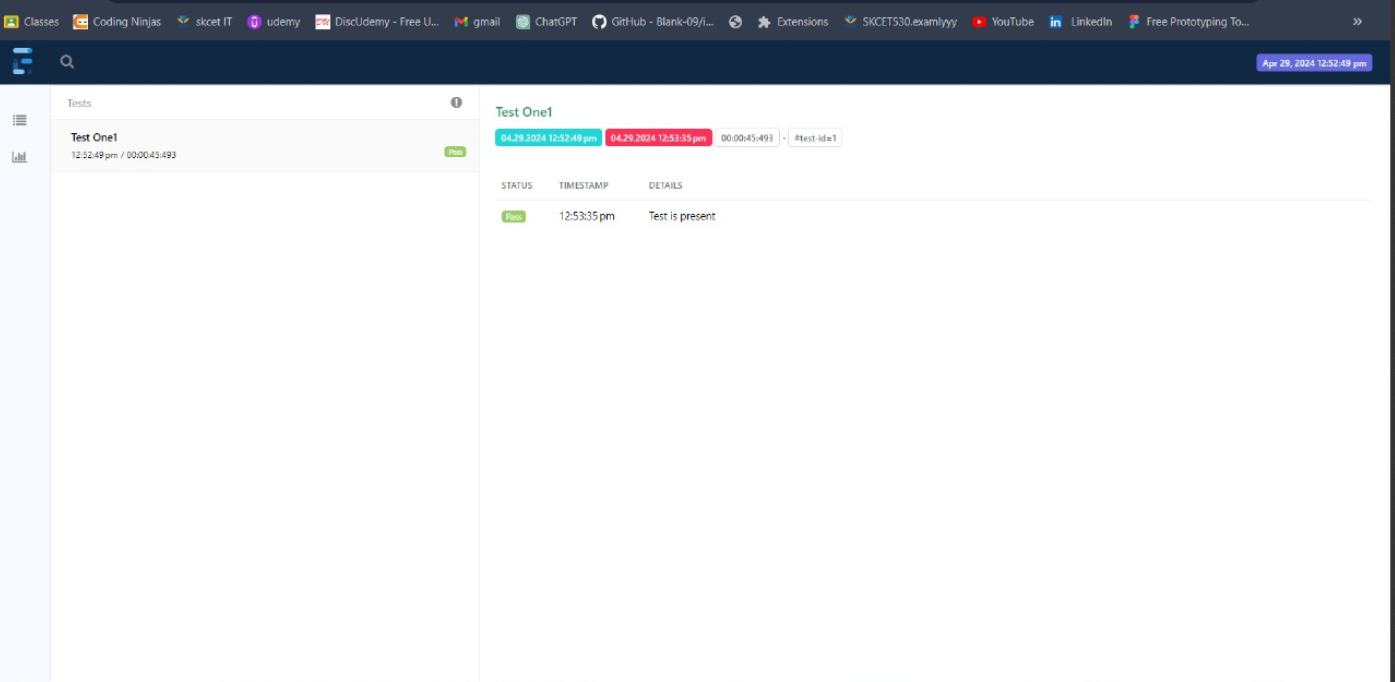 Classes Coding Ninjas skcet IT udemy DiscUdemy - Free U... gmail ChatGPT GitHub - Blank-09/i... Extensions SKCET530.examlyyy YouTube LinkedIn Free Prototyping To... »
Apr 29, 2024 12:52:49 pm
Tests
Test One1
12:52:49 pm / 00:00:45:493
Pass
Test One1
04.29.2024 12:52:49 pm 04.29.2024 12:53:35 pm 00:00:45:493 · #test-id=1
STATUS TIMESTAMP DETAILS
Pass 12:53:35 pm Test is present